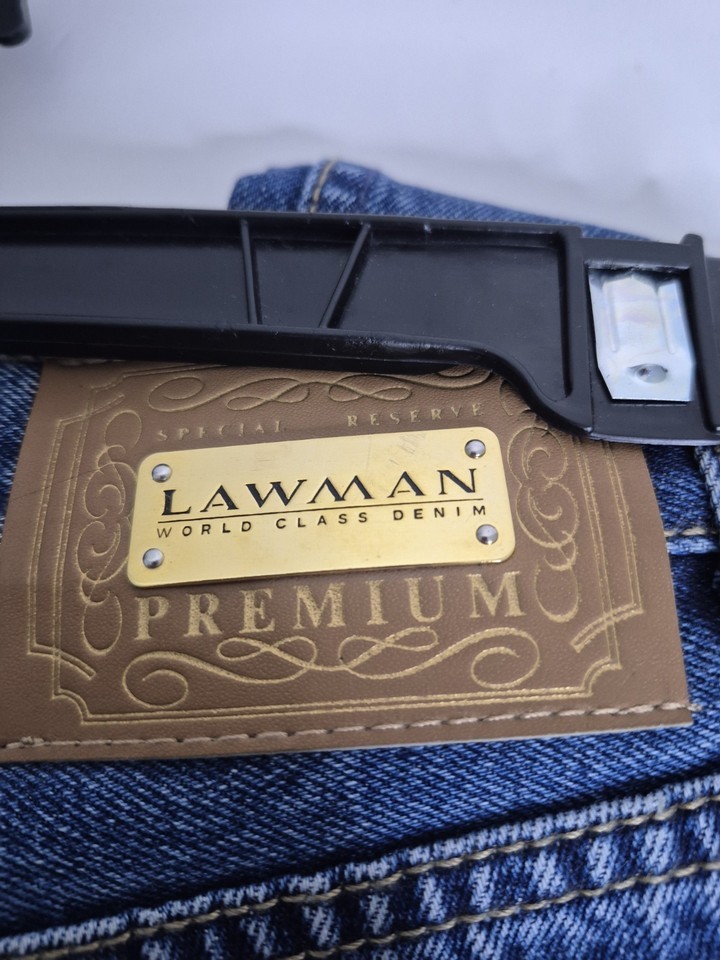 SPECIAL RESERVE
LAWMAN
WORLD CLASS DENIM
PREMIUM